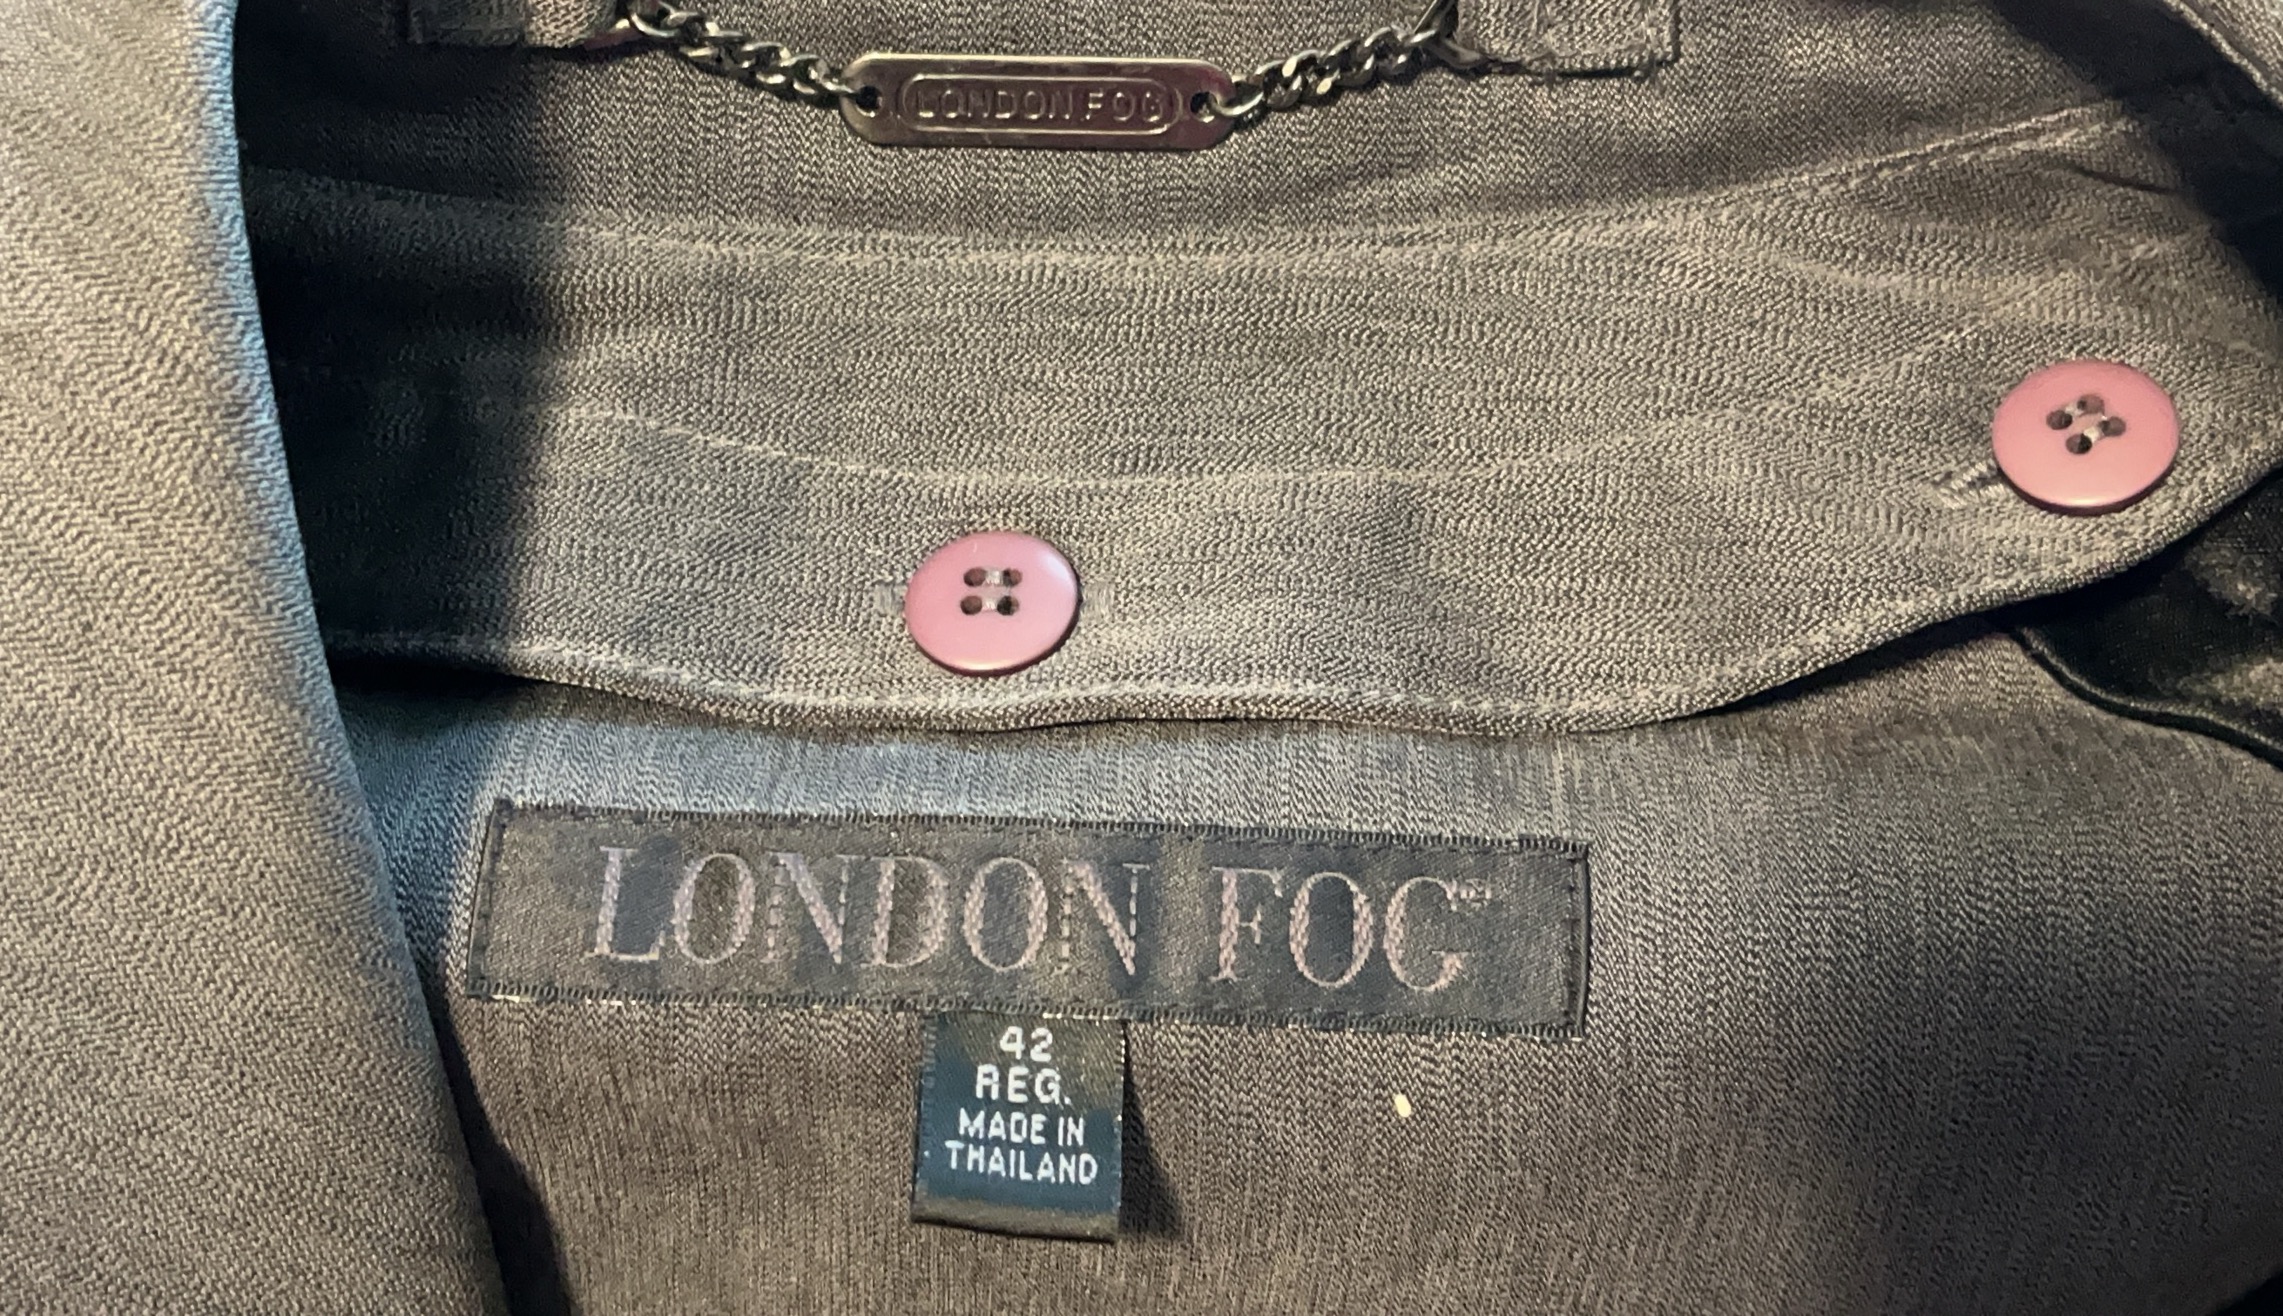 LONDON FOG
LONDON FOG
42
REG.
MADE IN
THAILAND